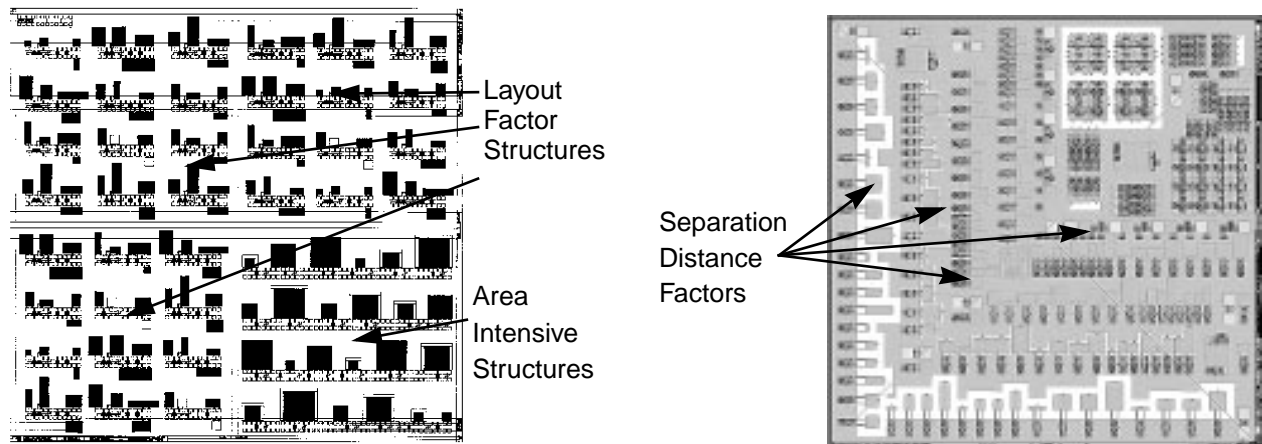 Layout
Factor
Structures
Area
Intensive
Structures
Separation
Distance
Factors